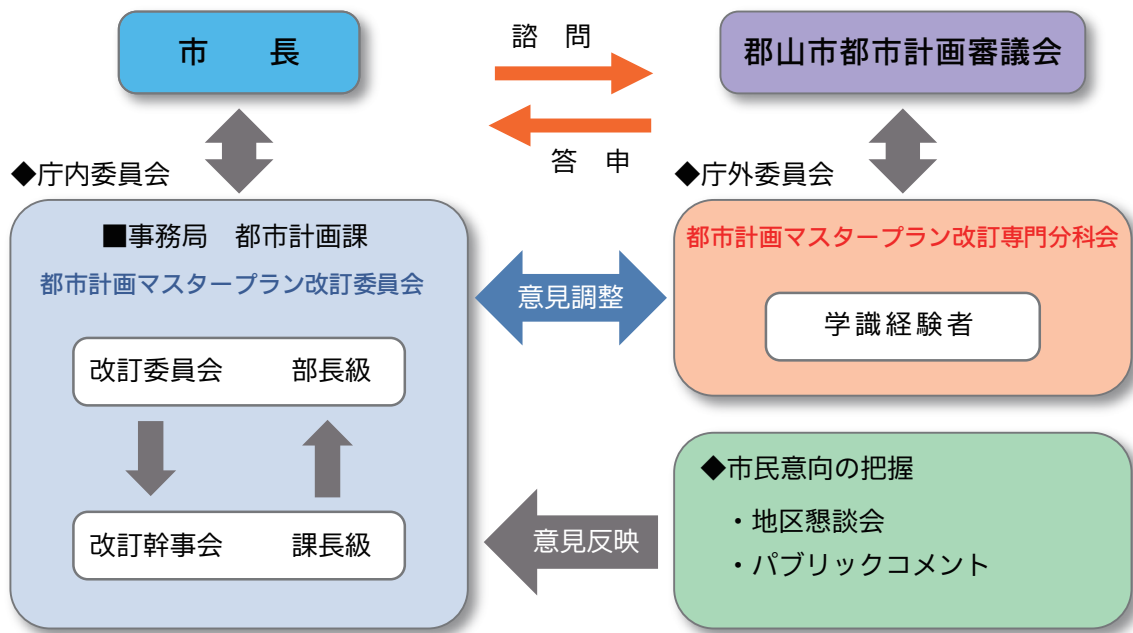 市　長
諮　問
郡山市都市計画審議会
答　申
◆庁内委員会
◆庁外委員会
■事務局　都市計画課
都市計画マスタープラン改訂委員会
改訂委員会　部長級
改訂幹事会　課長級
意見調整
都市計画マスタープラン改訂専門分科会
学識経験者
意見反映
◆市民意向の把握
・地区懇談会
・パブリックコメント